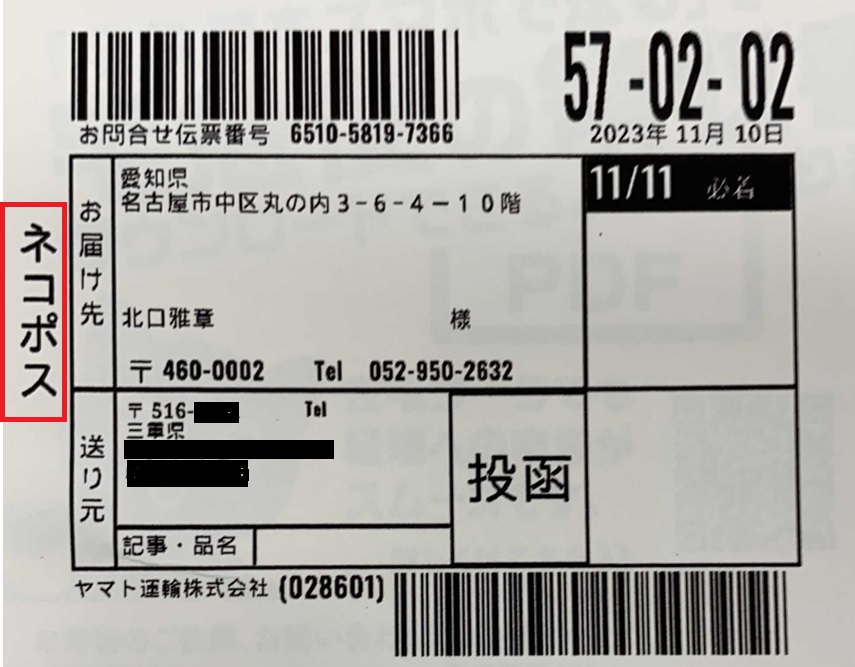 57-02-02
お問合せ伝票番号 6510-5819-7366
2023年 11月 10日
ネコポス
お届け先
愛知県
名古屋市中区丸の内3-6-4-10階
北口雅章 様
〒 460-0002 Tel 052-950-2632
11/11 必着
送り元
〒 516- Tel
三重県
投函
記事・品名
ヤマト運輸株式会社 (028601)
PDF